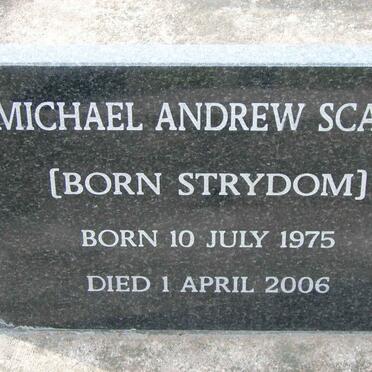 MICHAEL ANDREW SCA
[BORN STRYDOM]
BORN 10 JULY 1975
DIED 1 APRIL 2006